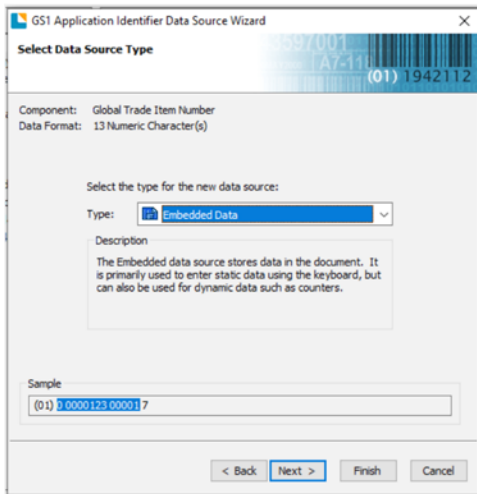 GS1 Application Identifier Data Source Wizard
Select Data Source Type
3597001
(A7-11
(01) 1942112
Component: Global Trade Item Number
Data Format: 13 Numeric Character(s)
Select the type for the new data source:
Type: Embedded Data
Description
The Embedded data source stores data in the document. It
is primarily used to enter static data using the keyboard, but
can also be used for dynamic data such as counters.
Sample
(01) 0 0000123 00001 7
< Back Next > Finish Cancel